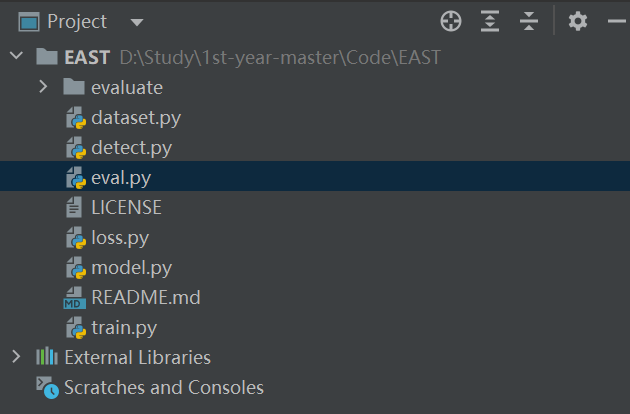 Project
EAST D:\Study\1st-year-master\Code\EAST
evaluate
dataset.py
detect.py
eval.py
LICENSE
loss.py
model.py
MD README.md
train.py
External Libraries
Scratches and Consoles